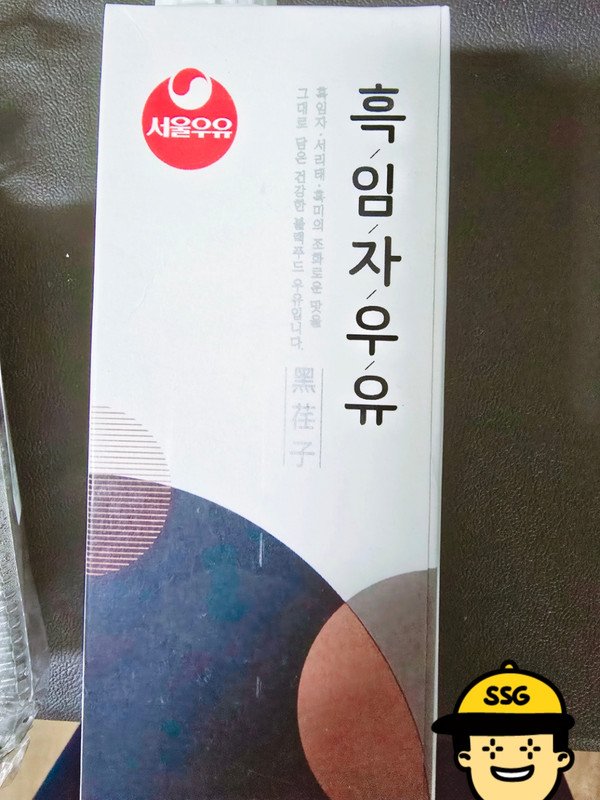 서울우유
흑임자우유
흑임자·서리태·흑미의 조화로운 맛을
그대로 담은 건강한 블랙푸드 우유입니다.
黑荏子
SSG